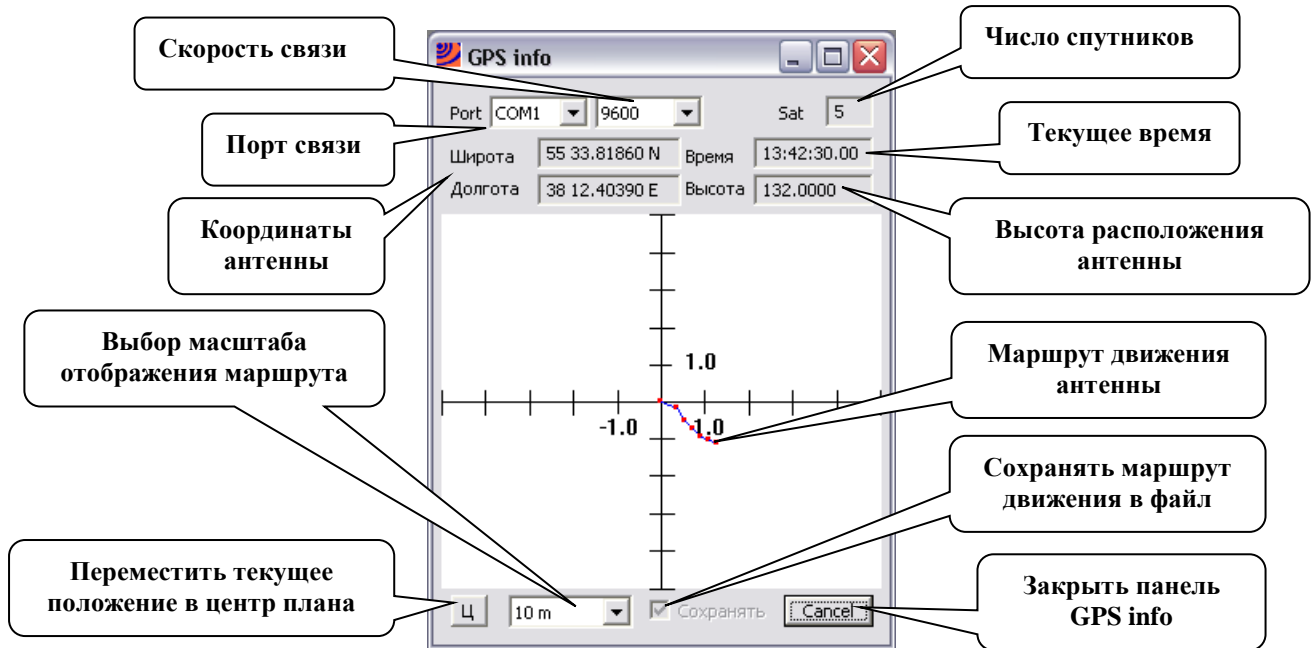 Скорость связи
GPS info
Число спутников
Port COM1 9600 Sat 5
Порт связи
Текущее время
Широта 55 33.81860 N Время 13:42:30.00
Долгота 38 12.40390 E Высота 132.0000
Координаты
антенны
Высота расположения
антенны
Выбор масштаба
отображения маршрута
1.0
Маршрут движения
антенны
-1.0 1.0
Сохранять маршрут
движения в файл
Переместить текущее
положение в центр плана
Ц 10 m Сохранять Cancel
Закрыть панель
GPS info